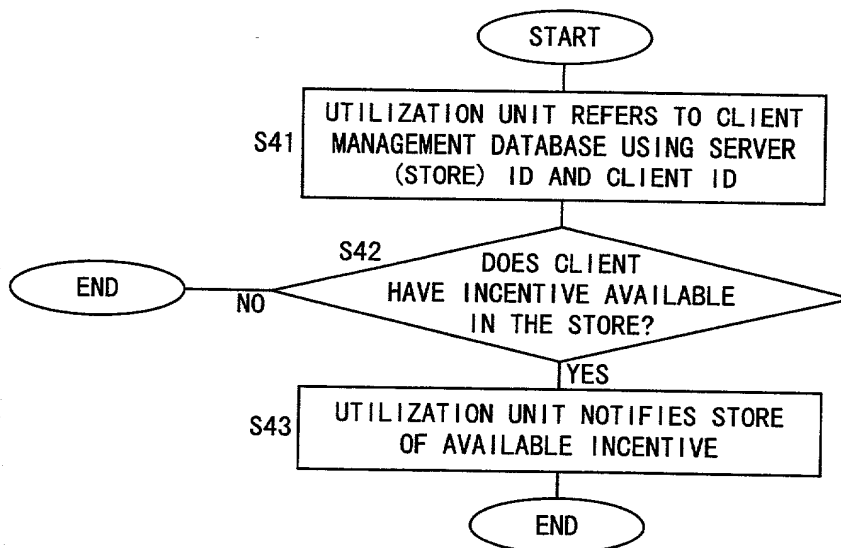 START
S41
UTILIZATION UNIT REFERS TO CLIENT
MANAGEMENT DATABASE USING SERVER
(STORE) ID AND CLIENT ID
S42
DOES CLIENT
HAVE INCENTIVE AVAILABLE
IN THE STORE?
NO
END
YES
S43
UTILIZATION UNIT NOTIFIES STORE
OF AVAILABLE INCENTIVE
END